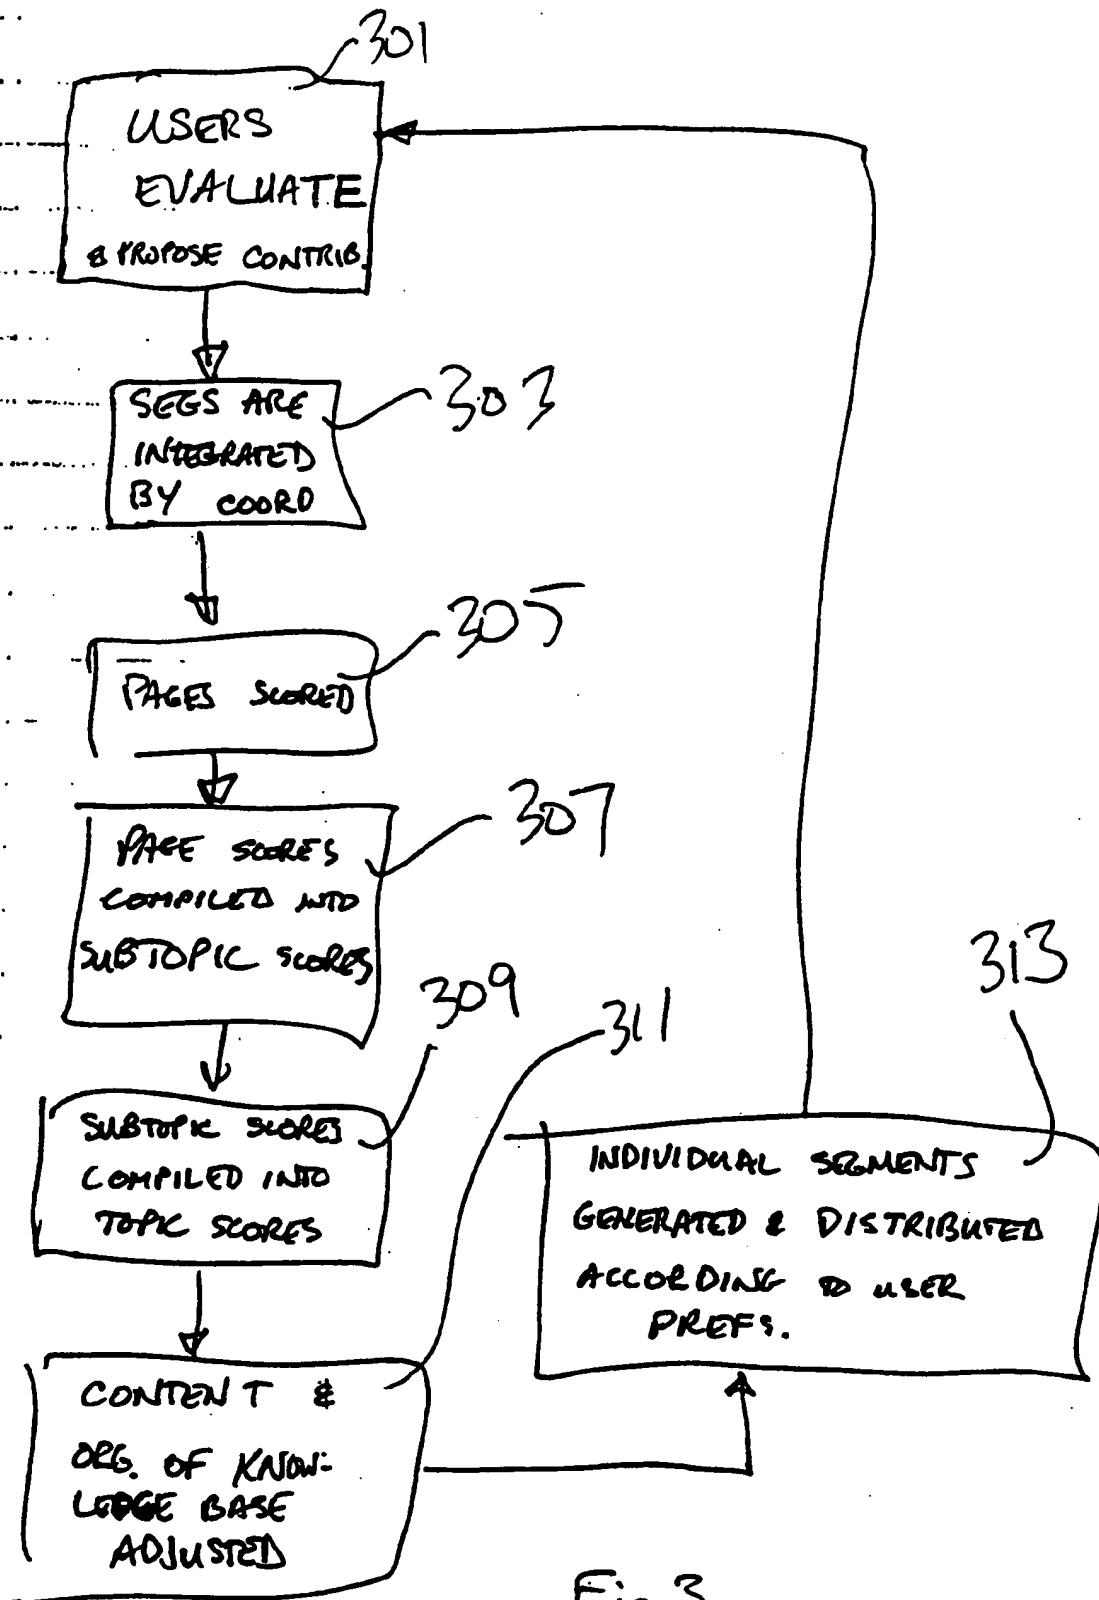 301
USERS
EVALUATE
& PROPOSE CONTRIB.
303
SEGS ARE
INTEGRATED
BY COORD
305
PAGES SCORED
307
PAGE SCORES
COMPILED INTO
SUBTOPIC SCORES
309
SUBTOPIC SCORES
COMPILED INTO
TOPIC SCORES
311
CONTENT &
ORG. OF KNOW-
LEDGE BASE
ADJUSTED
313
INDIVIDUAL SEGMENTS
GENERATED & DISTRIBUTED
ACCORDING TO USER
PREFS.
Fig 3